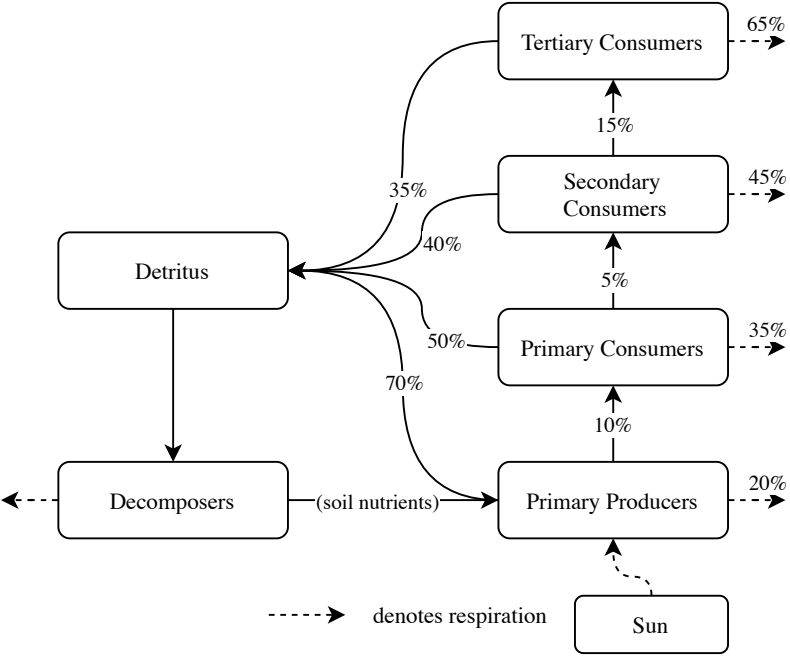 65%
Tertiary Consumers
15%
35%
45%
Secondary
Consumers
40%
Detritus
5%
35%
50%
Primary Consumers
70%
10%
20%
Decomposers
(soil nutrients)
Primary Producers
denotes respiration
Sun